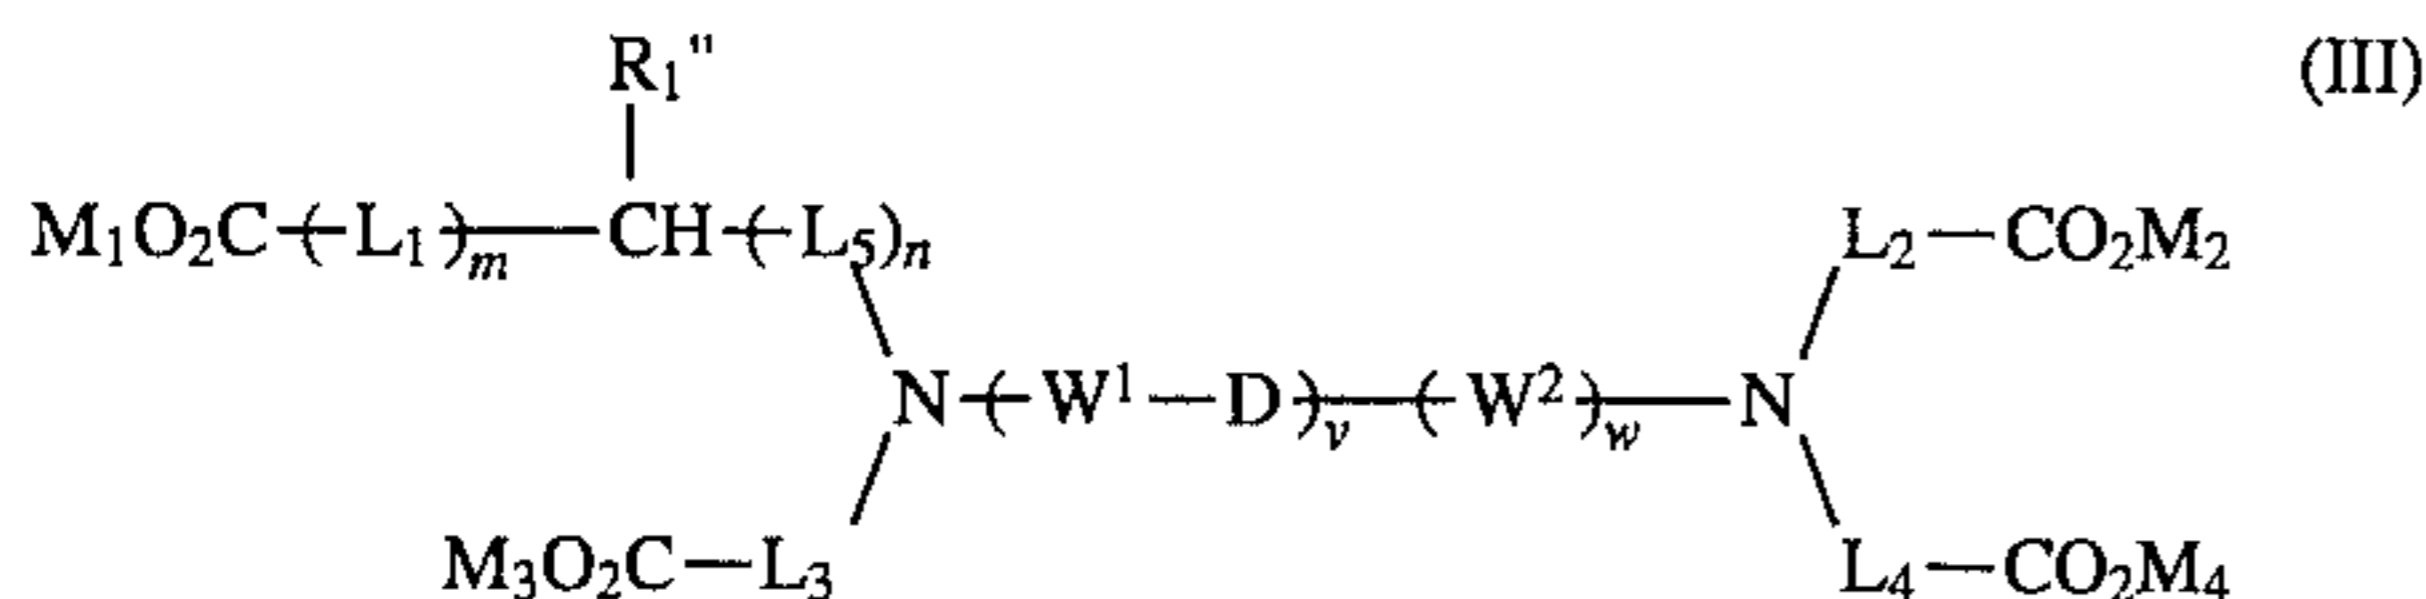 R₁" (III)
M₁O₂C-(-L₁-)ₘ—CH-(-L₅)ₙ L₂—CO₂M₂
N-(-W¹—D-)ᵥ—(-W²-)w—N
M₃O₂C—L₃ L₄—CO₂M₄